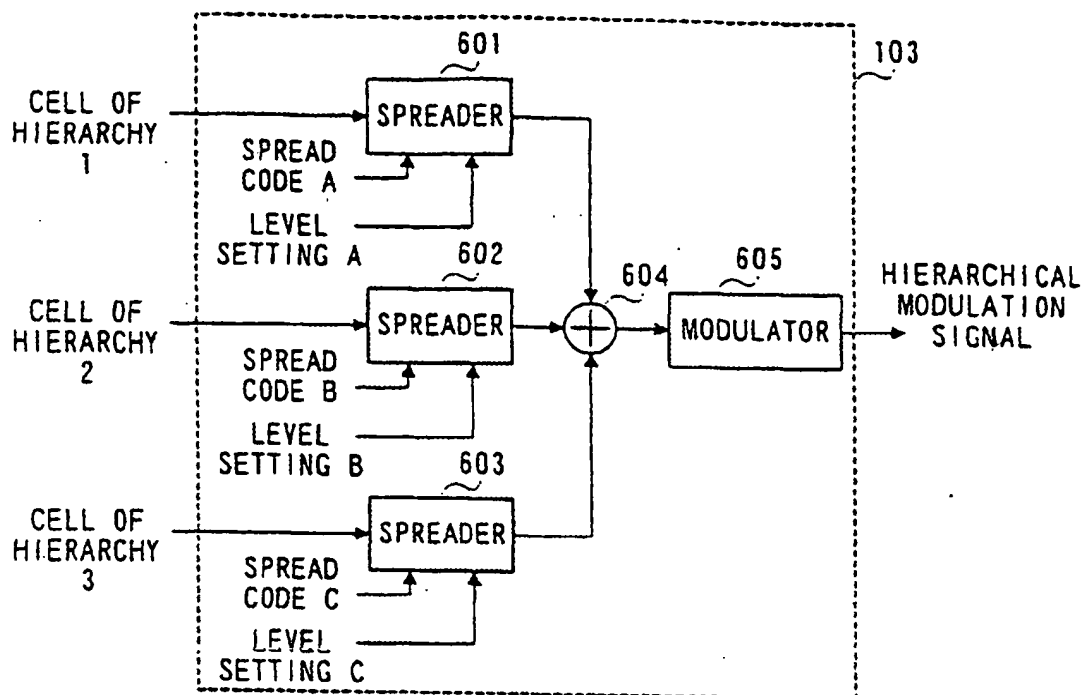 601
103
CELL OF
HIERARCHY
1
SPREADER
SPREAD
CODE A
LEVEL
SETTING A
602
604
605
CELL OF
HIERARCHY
2
SPREADER
MODULATOR
HIERARCHICAL
MODULATION
SIGNAL
SPREAD
CODE B
LEVEL
SETTING B
603
CELL OF
HIERARCHY
3
SPREADER
SPREAD
CODE C
LEVEL
SETTING C